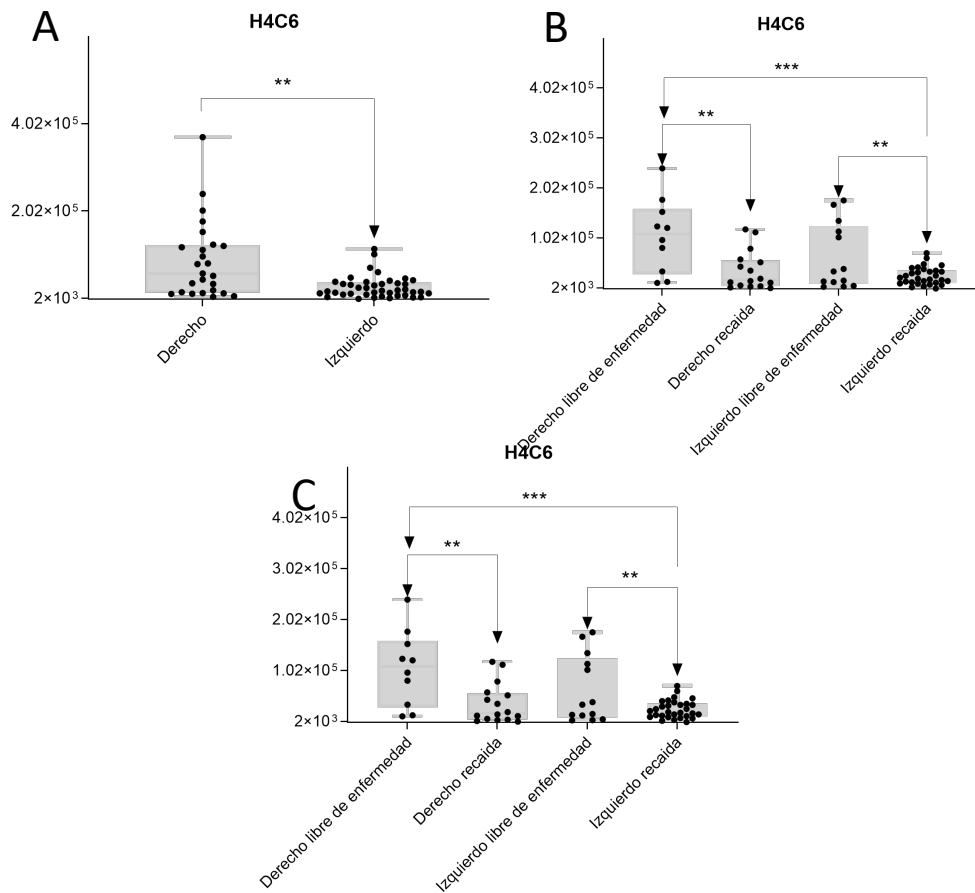 A
H4C6
**
4.02×10⁵
2.02×10⁵
2×10³
Derecho
Izquierdo
B
H4C6
***
**
**
4.02×10⁵
3.02×10⁵
2.02×10⁵
1.02×10⁵
2×10³
Derecho libre de enfermedad
Derecho recaida
Izquierdo libre de enfermedad
Izquierdo recaida
C
H4C6
***
**
**
4.02×10⁵
3.02×10⁵
2.02×10⁵
1.02×10⁵
2×10³
Derecho libre de enfermedad
Derecho recaida
Izquierdo libre de enfermedad
Izquierdo recaida